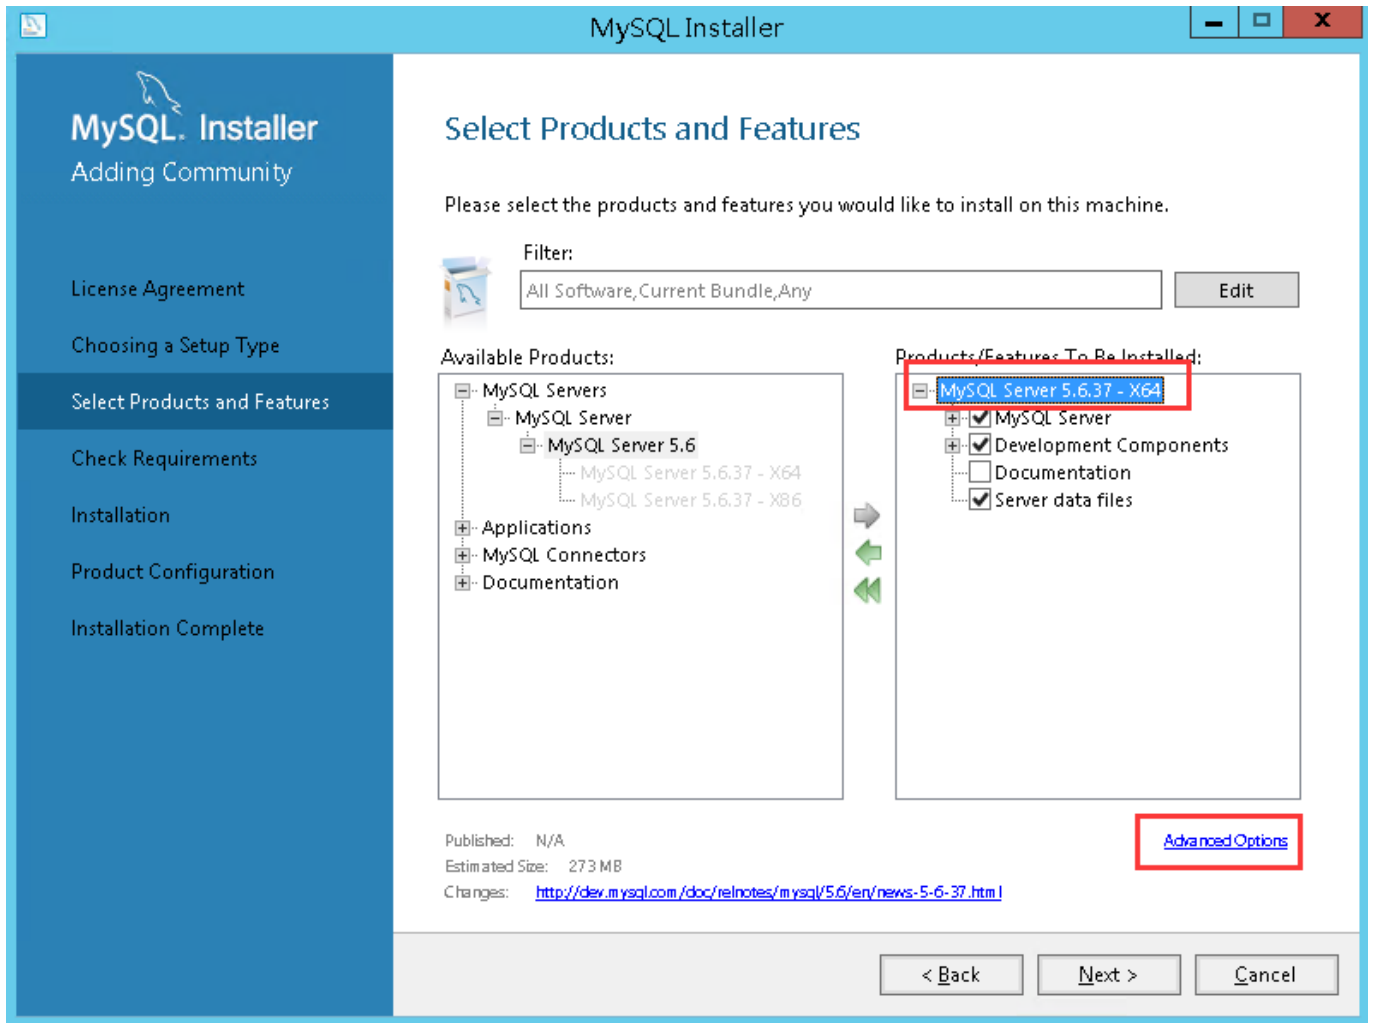 MySQL Installer
MySQL. Installer
Adding Community
License Agreement
Choosing a Setup Type
Select Products and Features
Check Requirements
Installation
Product Configuration
Installation Complete
Select Products and Features
Please select the products and features you would like to install on this machine.
Filter:
All Software,Current Bundle,Any
Edit
Available Products:
MySQL Servers
MySQL Server
MySQL Server 5.6
MySQL Server 5.6.37 - X64
MySQL Server 5.6.37 - X86
Applications
MySQL Connectors
Documentation
Products/Features To Be Installed:
MySQL Server 5.6.37 - X64
MySQL Server
Development Components
Documentation
Server data files
Advanced Options
Published: N/A
Estimated Size: 273 MB
Changes: http://dev.mysql.com/doc/relnotes/mysql/5.6/en/news-5-6-37.html
< Back
Next >
Cancel